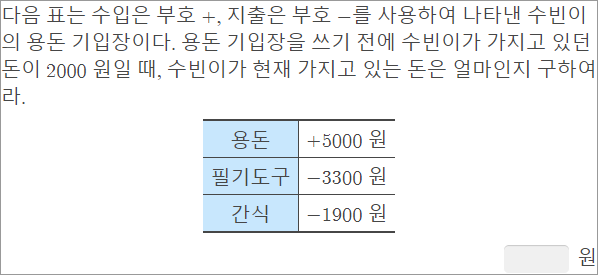 다음 표는 수입은 부호 +, 지출은 부호 −를 사용하여 나타낸 수빈이
의 용돈 기입장이다. 용돈 기입장을 쓰기 전에 수빈이가 가지고 있던
돈이 2000 원일 때, 수빈이가 현재 가지고 있는 돈은 얼마인지 구하여
라.
용돈 +5000 원
필기도구 −3300 원
간식 −1900 원
원